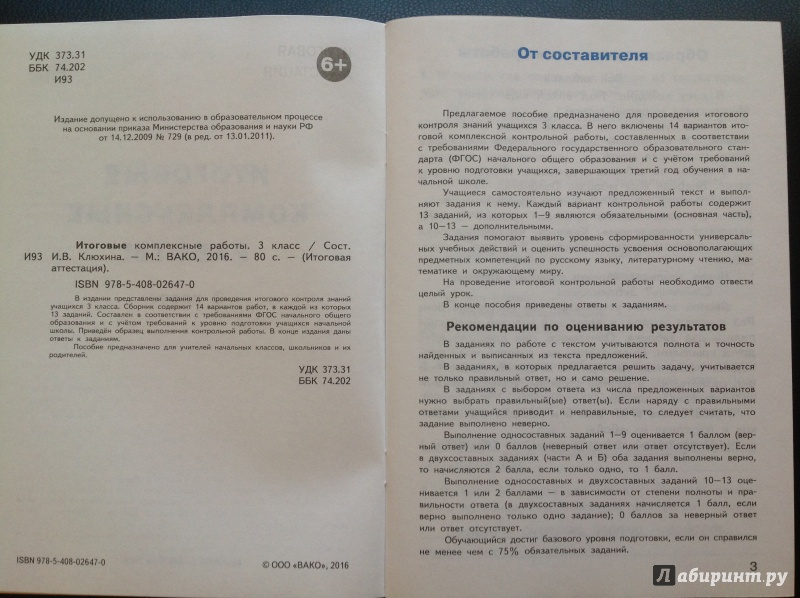 УДК 373.31
ББК 74.202
И93
6+
Издание допущено к использованию в образовательном процессе
на основании приказа Министерства образования и науки РФ
от 14.12.2009 № 729 (в ред. от 13.01.2011).
Итоговые комплексные работы. 3 класс / Сост.
И93 И.В. Клюхина. – М.: ВАКО, 2016. – 80 с. – (Итоговая
аттестация).
ISBN 978-5-408-02647-0
В издании представлены задания для проведения итогового контроля знаний
учащихся 3 класса. Сборник содержит 14 вариантов работ, в каждой из которых
13 заданий. Составлен в соответствии с требованиями ФГОС начального общего
образования и с учётом требований к уровню подготовки учащихся начальной
школы. Приведён образец выполнения контрольной работы. В конце издания даны
ответы к заданиям.
Пособие предназначено для учителей начальных классов, школьников и их
родителей.
УДК 373.31
ББК 74.202
ISBN 978-5-408-02647-0
© ООО «ВАКО», 2016
От составителя
Предлагаемое пособие предназначено для проведения итогового
контроля знаний учащихся 3 класса. В него включены 14 вариантов ито-
говой комплексной контрольной работы, составленных в соответствии
с требованиями Федерального государственного образовательного стан-
дарта (ФГОС) начального общего образования и с учётом требований
к уровню подготовки учащихся, завершающих третий год обучения в на-
чальной школе.
Учащиеся самостоятельно изучают предложенный текст и выпол-
няют задания к нему. Каждый вариант контрольной работы содержит
13 заданий, из которых 1–9 являются обязательными (основная часть),
а 10–13 – дополнительными.
Задания помогают выявить уровень сформированности универсаль-
ных учебных действий и оценить успешность усвоения основополагающих
предметных компетенций по русскому языку, литературному чтению, ма-
тематике и окружающему миру.
На проведение итоговой контрольной работы необходимо отвести
целый урок.
В конце пособия приведены ответы к заданиям.
Рекомендации по оцениванию результатов
В заданиях по работе с текстом учитываются полнота и точность
найденных и выписанных из текста предложений.
В заданиях, в которых предлагается решить задачу, учитывается
не только правильный ответ, но и само решение.
В заданиях с выбором ответа из числа предложенных вариантов
нужно выбрать правильный(ые) ответ(ы). Если наряду с правильными
ответами учащийся приводит и неправильные, то следует считать, что
задание выполнено неверно.
Выполнение односоставных заданий 1–9 оценивается 1 баллом (вер-
ный ответ) или 0 баллов (неверный ответ или ответ отсутствует). Если
в двухсоставных заданиях (части А и Б) оба задания выполнены верно,
то начисляются 2 балла, если только одно, то 1 балл.
Выполнение односоставных и двухсоставных заданий 10–13 оце-
нивается 1 или 2 баллами – в зависимости от степени полноты и пра-
вильности ответа (в двухсоставных заданиях начисляется 1 балл, если
верно выполнено только одно задание); 0 баллов за неверный ответ
или ответ отсутствует.
Обучающийся достиг базового уровня подготовки, если он справился
не менее чем с 75% обязательных заданий.
3
Лабиринт.ру